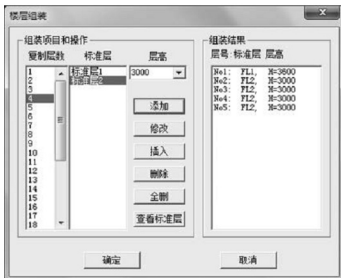 楼层组装
组装项目和操作
复制层数 标准层 层高
1
2
3
4
5
6
7
8
9
10
11
12
13
14
15
16
17
18
标准层1
标准层2
3000
添加
修改
插入
删除
全删
查看标准层
组装结果
层号:标准层 层高
No1: FL1, H=3600
No2: FL2, H=3000
No3: FL2, H=3000
No4: FL2, H=3000
No5: FL2, H=3000
确定
取消